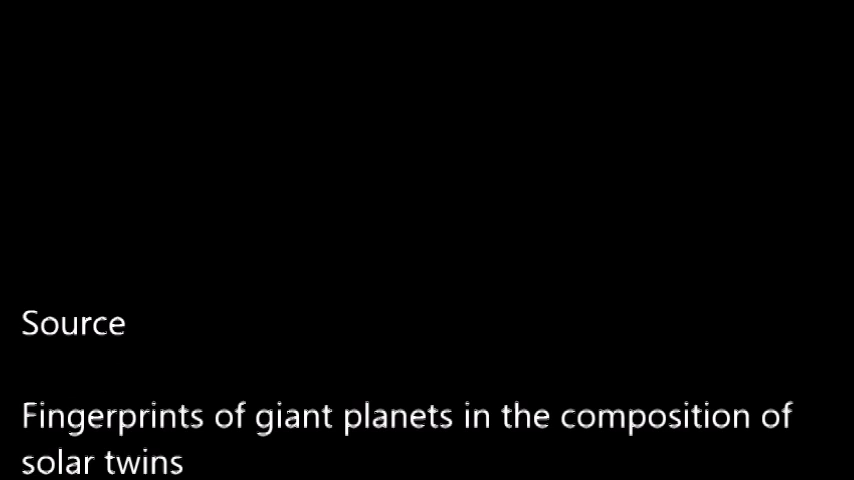 Source
Fingerprints of giant planets in the composition of
solar twins